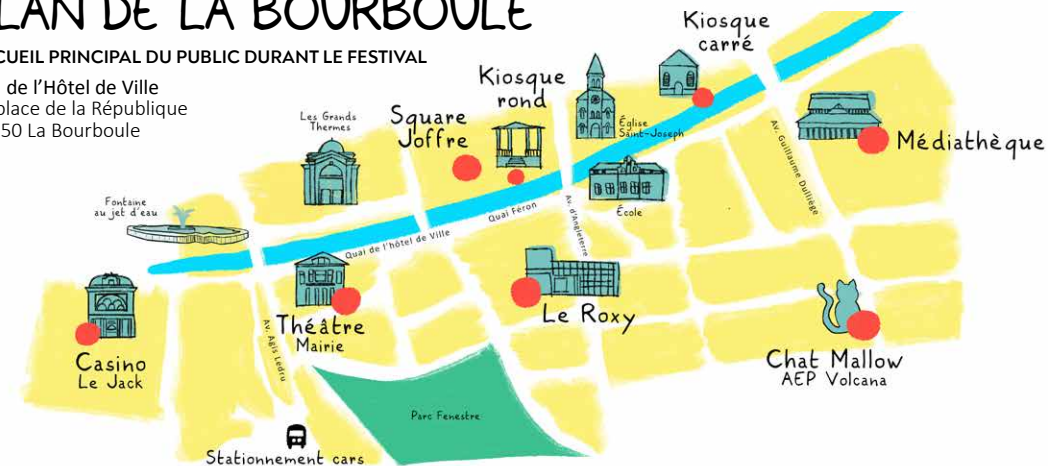 LAN DE LA BOURBOULE
CUEIL PRINCIPAL DU PUBLIC DURANT LE FESTIVAL
de l'Hôtel de Ville
place de la République
50 La Bourboule
Kiosque
carré
Kiosque
rond
Les Grands
Thermes
Square
Joffre
Église
Saint-Joseph
Médiathèque
Av. Guillaume Duliège
Fontaine
au jet d'eau
École
Quai Féron
Av. d'Angleterre
Quai de l'hôtel de Ville
Le Roxy
Théâtre
Mairie
Av. Agis Ledru
Casino
Le Jack
Chat Mallow
AEP Volcana
Parc Fenestre
Stationnement cars